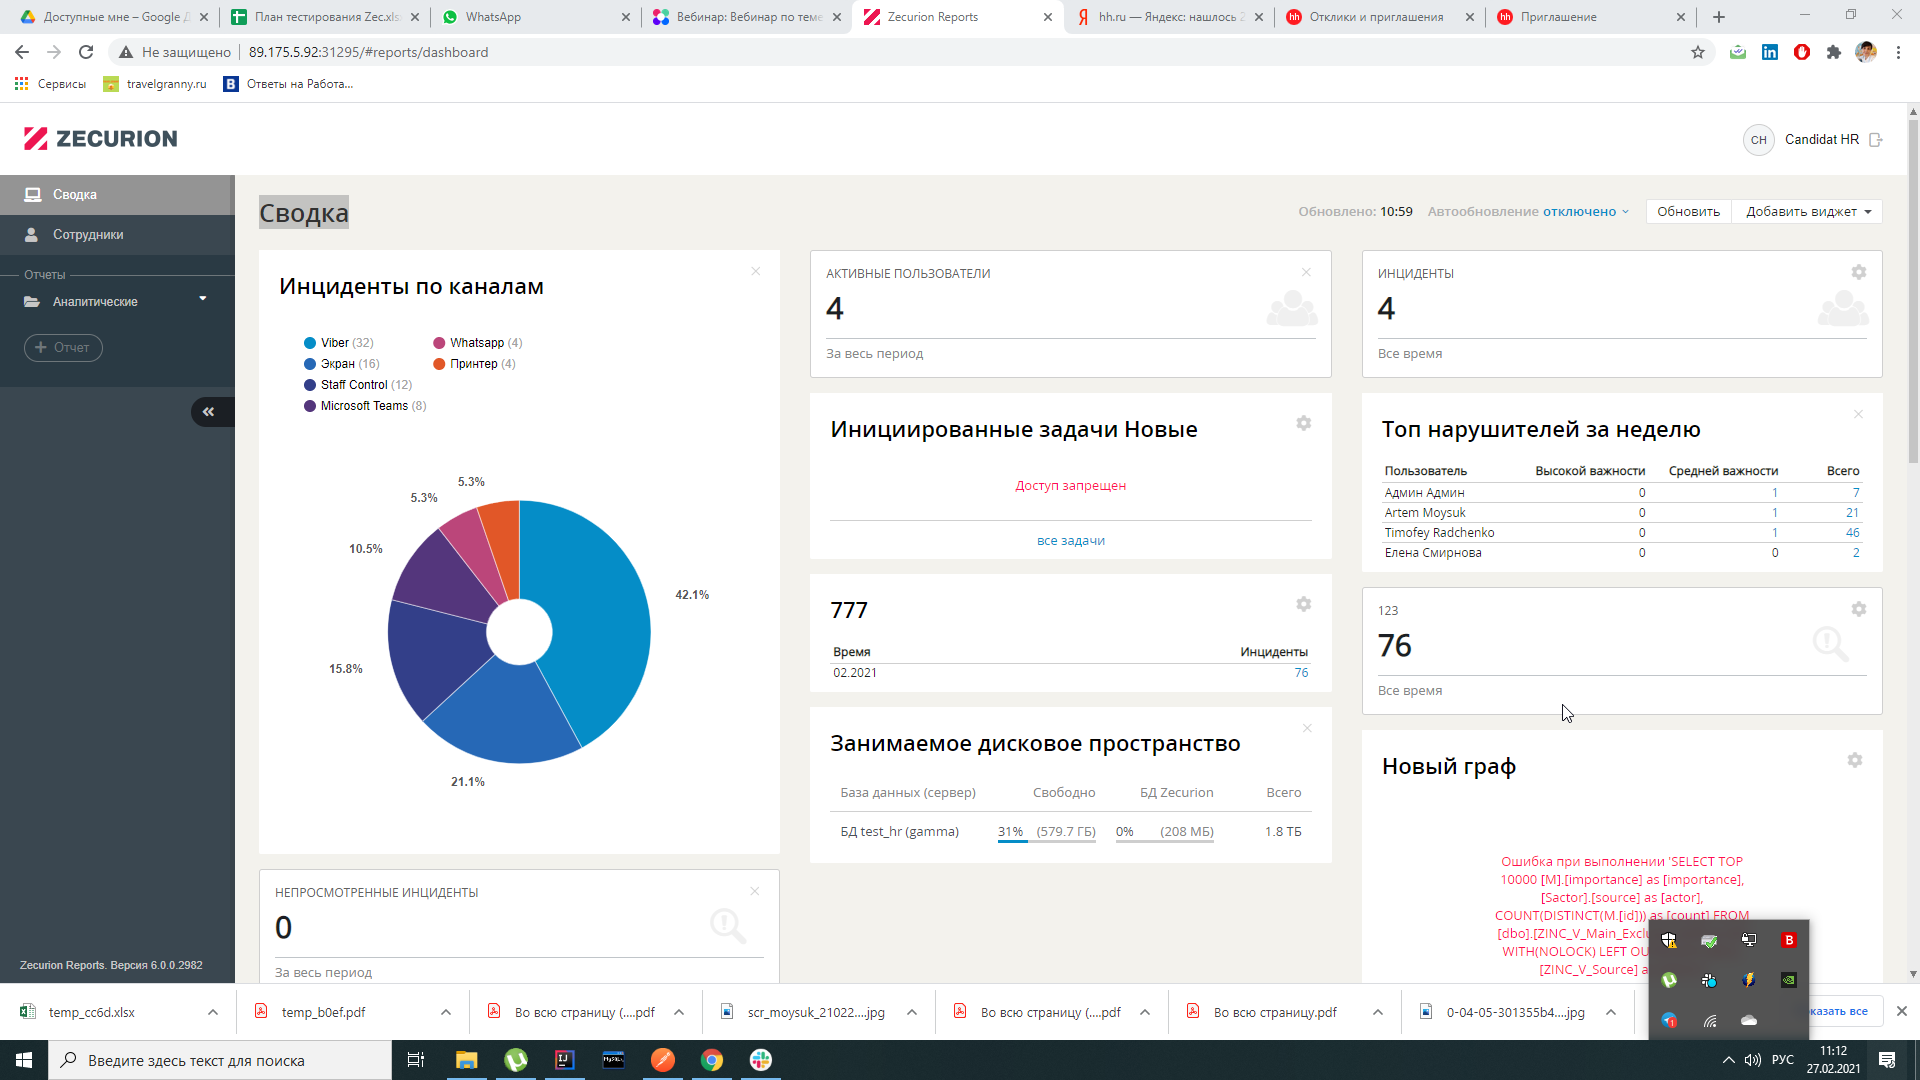 Доступные мне – Google Д
План тестирования Zec.xls
WhatsApp
Вебинар: Вебинар по теме
Zecurion Reports
hh.ru — Яндекс: нашлось 2
Отклики и приглашения
Приглашение
Не защищено
89.175.5.92:31295/#reports/dashboard
Сервисы
travelgranny.ru
Ответы на Работа...
ZECURION
CH
Candidat HR
Сводка
Сотрудники
Отчеты
Аналитические
Отчет
Zecurion Reports. Версия 6.0.0.2982
Сводка
Обновлено: 10:59
Автообновление отключено
Обновить
Добавить виджет
Инциденты по каналам
Viber (32)
Экран (16)
Staff Control (12)
Microsoft Teams (8)
Whatsapp (4)
Принтер (4)
5.3%
5.3%
10.5%
42.1%
15.8%
21.1%
НЕПРОСМОТРЕННЫЕ ИНЦИДЕНТЫ
0
За весь период
АКТИВНЫЕ ПОЛЬЗОВАТЕЛИ
4
За весь период
Инициированные задачи Новые
Доступ запрещен
все задачи
777
Время Инциденты
02.2021 76
Занимаемое дисковое пространство
База данных (сервер) Свободно БД Zecurion Всего
БД test_hr (gamma) 31% (579.7 ГБ) 0% (208 МБ) 1.8 ТБ
ИНЦИДЕНТЫ
4
Все время
Топ нарушителей за неделю
Пользователь Высокой важности Средней важности Всего
Админ Админ 0 1 7
Artem Moysuk 0 1 21
Timofey Radchenko 0 1 46
Елена Смирнова 0 0 2
123
76
Все время
Новый граф
Ошибка при выполнении 'SELECT TOP
10000 [M].[importance] as [importance],
[Sactor].[source] as [actor],
COUNT(DISTINCT(M.[id])) as [count] FROM
[dbo].[ZINC_V_Main_Exclu
WITH(NOLOCK) LEFT OU
[ZINC_V_Source] a
temp_cc6d.xlsx
temp_b0ef.pdf
Во всю страницу (....pdf
scr_moysuk_21022....jpg
Во всю страницу (....pdf
Во всю страницу.pdf
0-04-05-301355b4....jpg
казать все
Введите здесь текст для поиска
РУС
11:12
27.02.2021